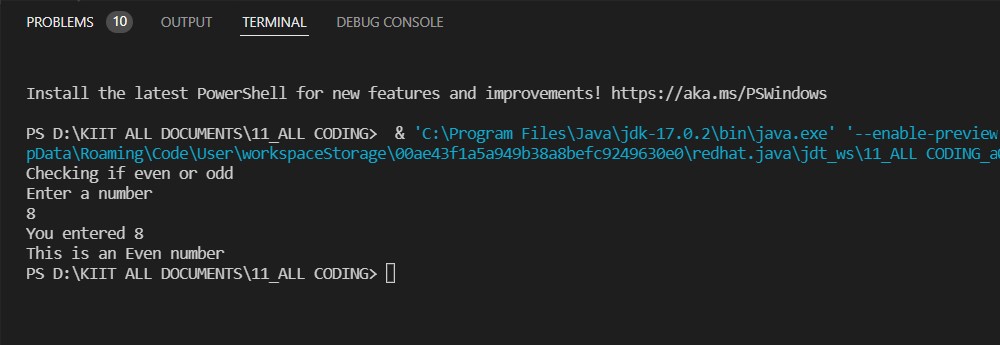 PROBLEMS 10 OUTPUT TERMINAL DEBUG CONSOLE
Install the latest PowerShell for new features and improvements! https://aka.ms/PSWindows
PS D:\KIIT ALL DOCUMENTS\11_ALL CODING>  & 'C:\Program Files\Java\jdk-17.0.2\bin\java.exe' '--enable-preview
pData\Roaming\Code\User\workspaceStorage\00ae43f1a5a949b38a8befc9249630e0\redhat.java\jdt_ws\11_ALL CODING_a
Checking if even or odd
Enter a number
8
You entered 8
This is an Even number
PS D:\KIIT ALL DOCUMENTS\11_ALL CODING>